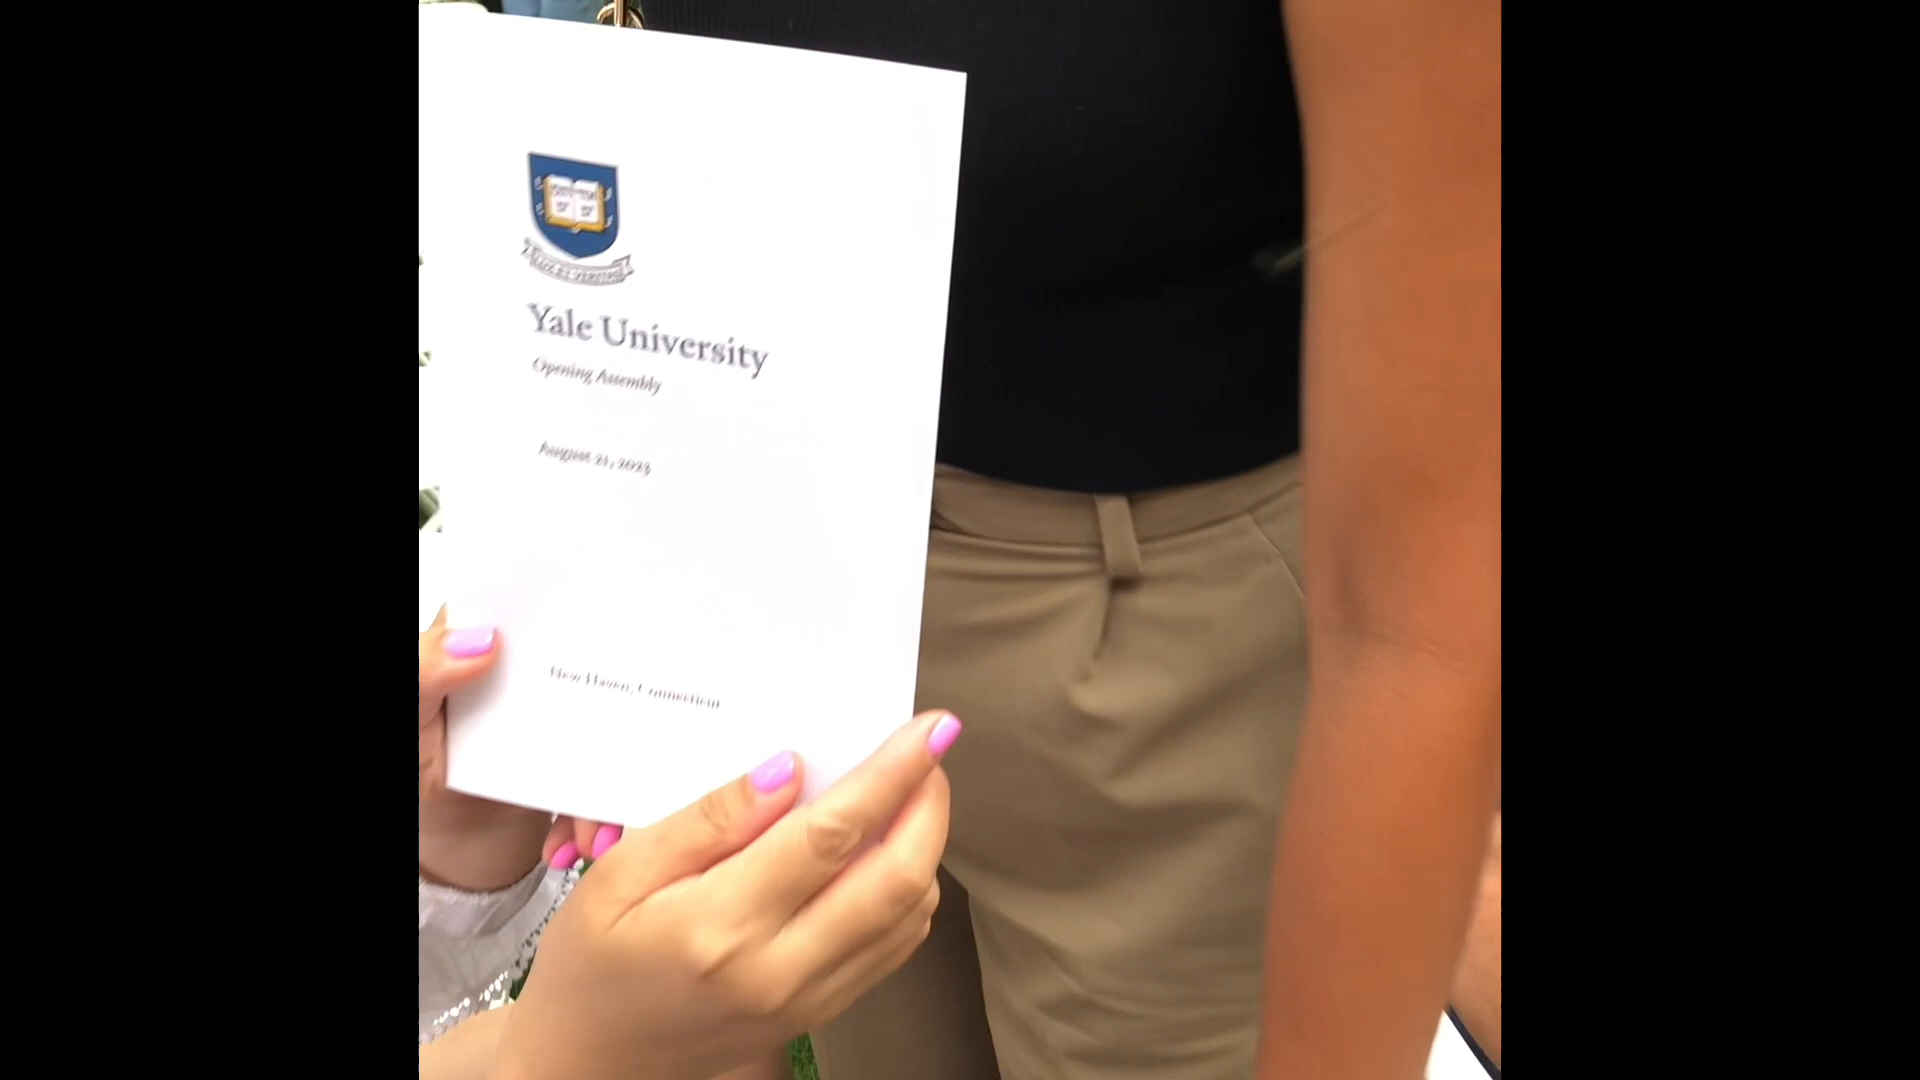 Yale University
Opening Assembly
August 21, 2023
New Haven, Connecticut